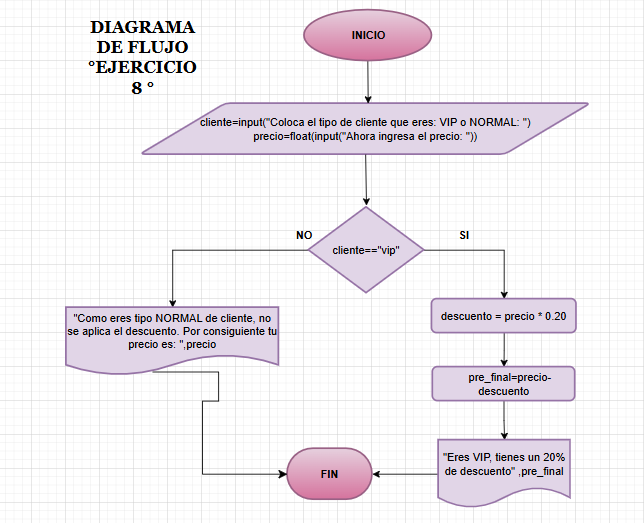 DIAGRAMA
DE FLUJO
°EJERCICIO
8 °
INICIO
cliente=input("Coloca el tipo de cliente que eres: VIP o NORMAL: ")
precio=float(input("Ahora ingresa el precio: "))
NO
SI
cliente=="vip"
"Como eres tipo NORMAL de cliente, no
se aplica el descuento. Por consiguiente tu
precio es: ",precio
descuento = precio * 0.20
pre_final=precio-
descuento
"Eres VIP, tienes un 20%
de descuento" ,pre_final
FIN